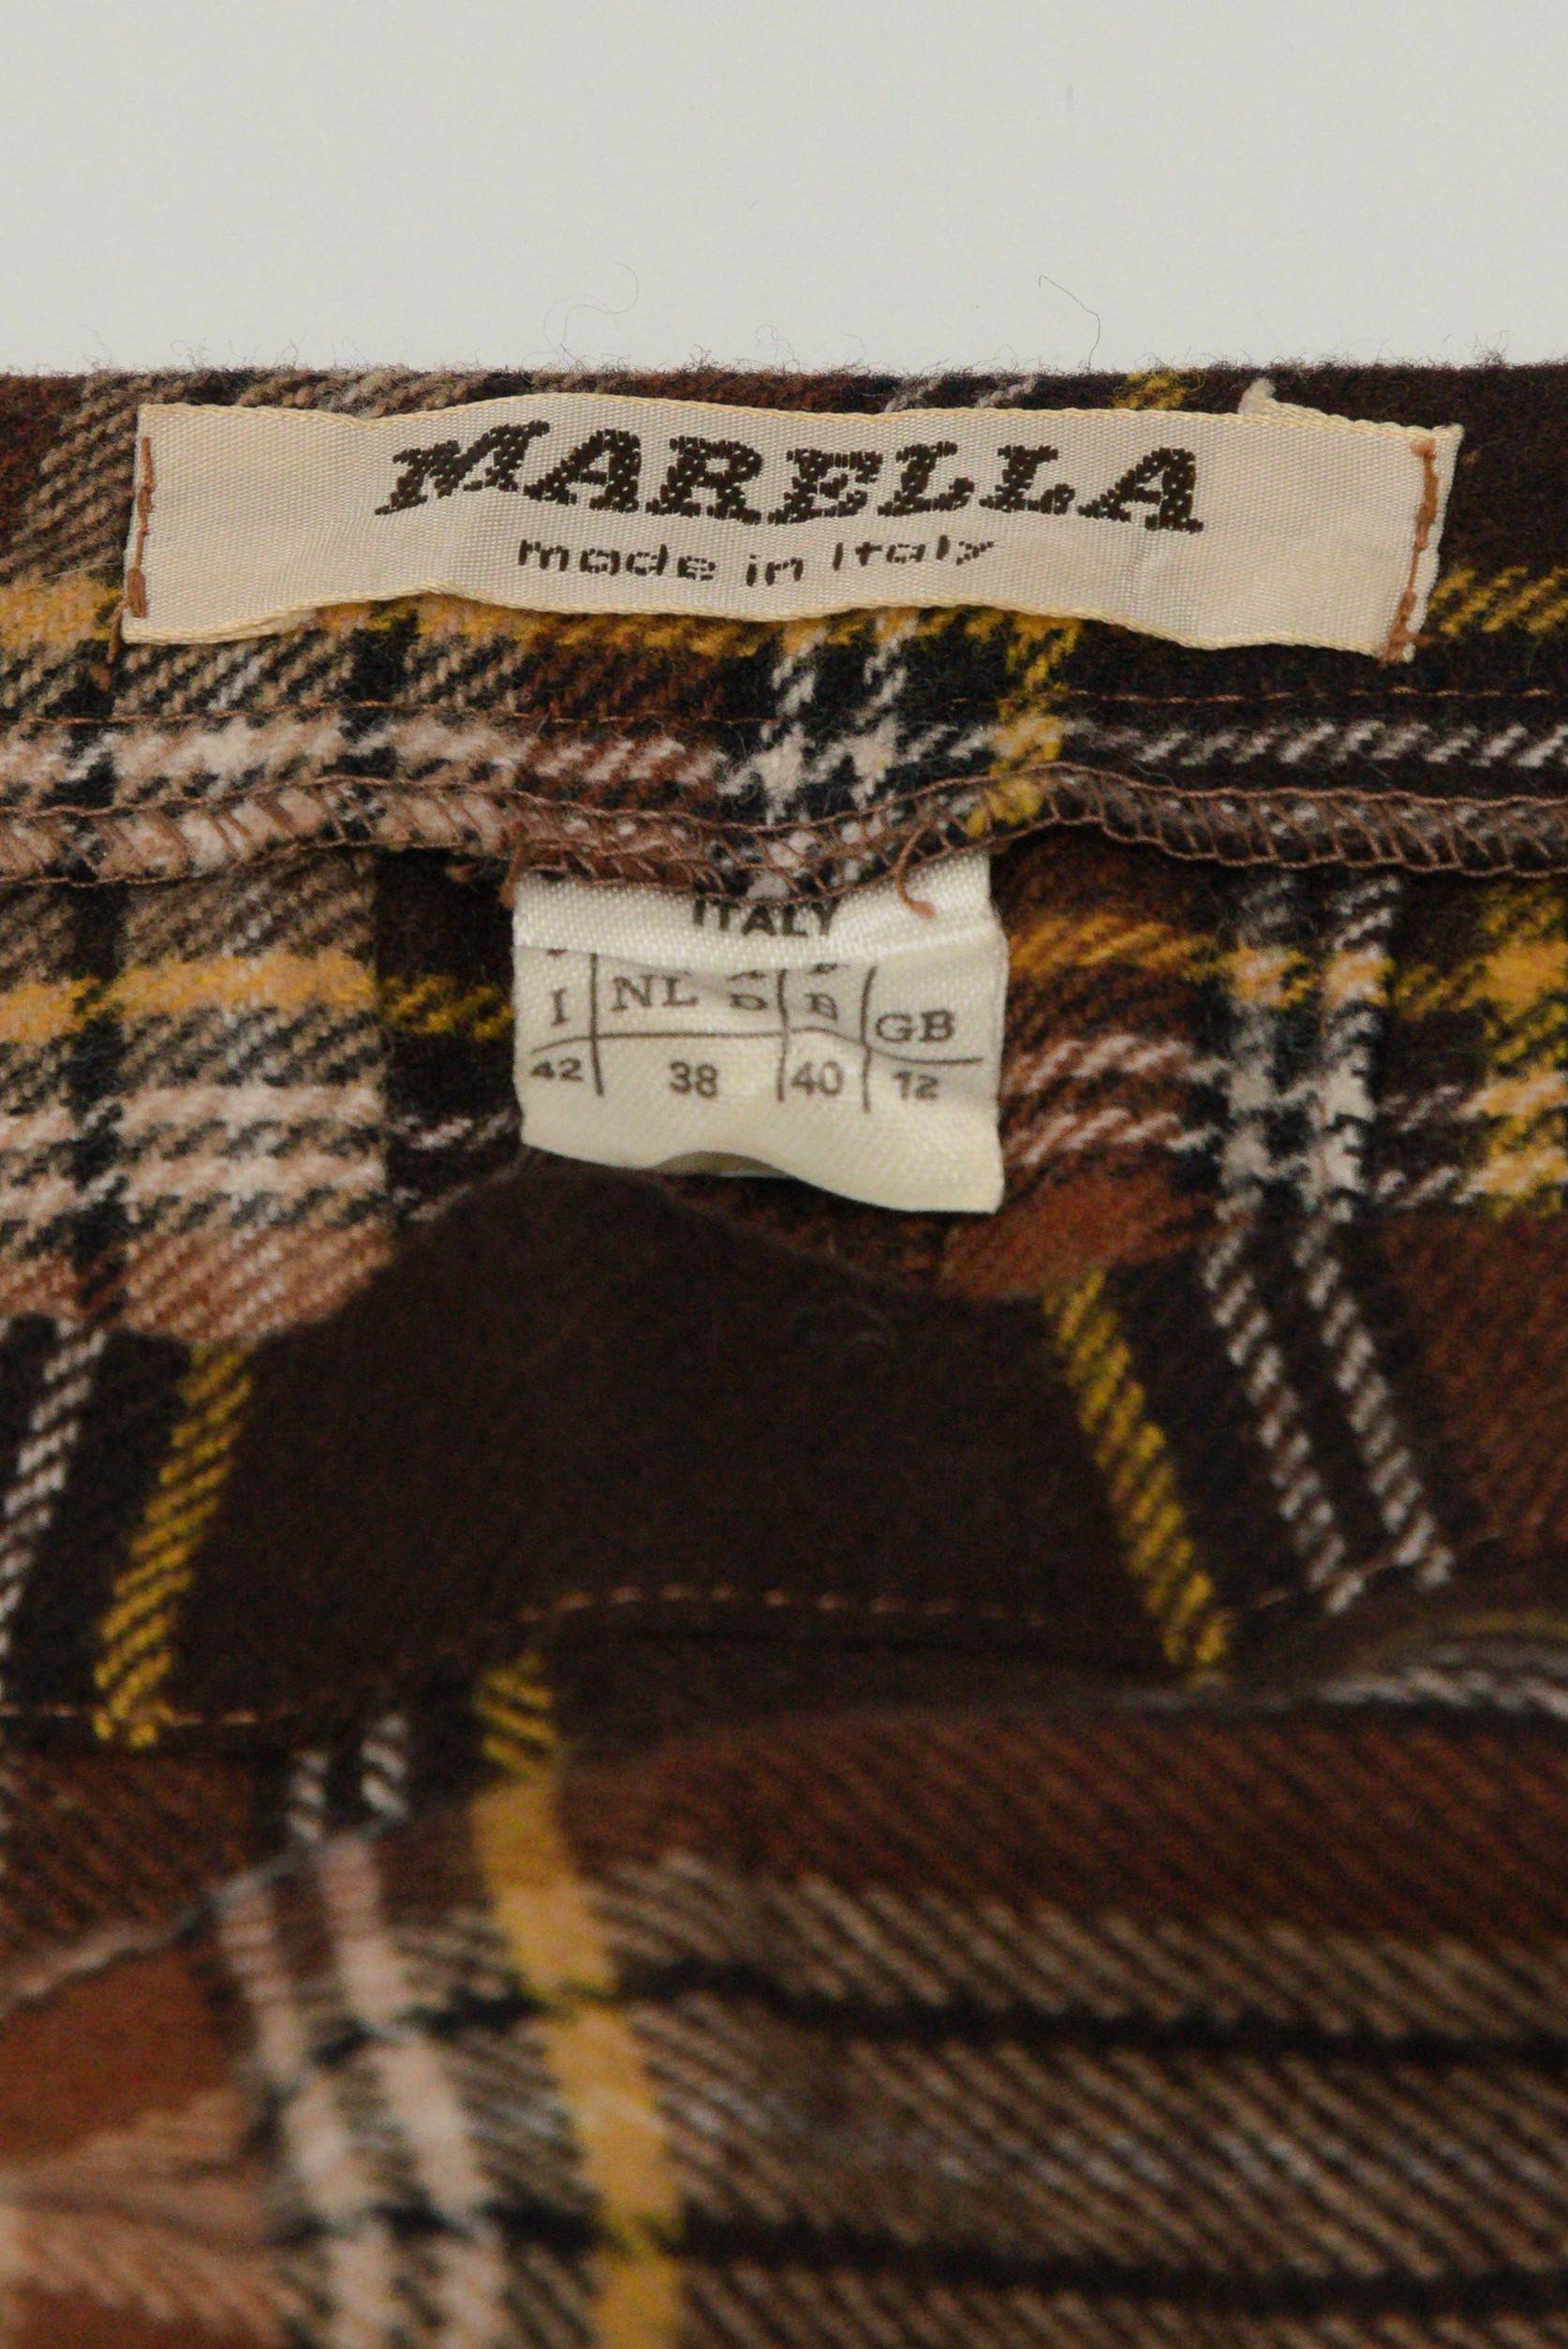 MARELLA
made in Italy
ITALY
I NL D B GB
42 38 40 12